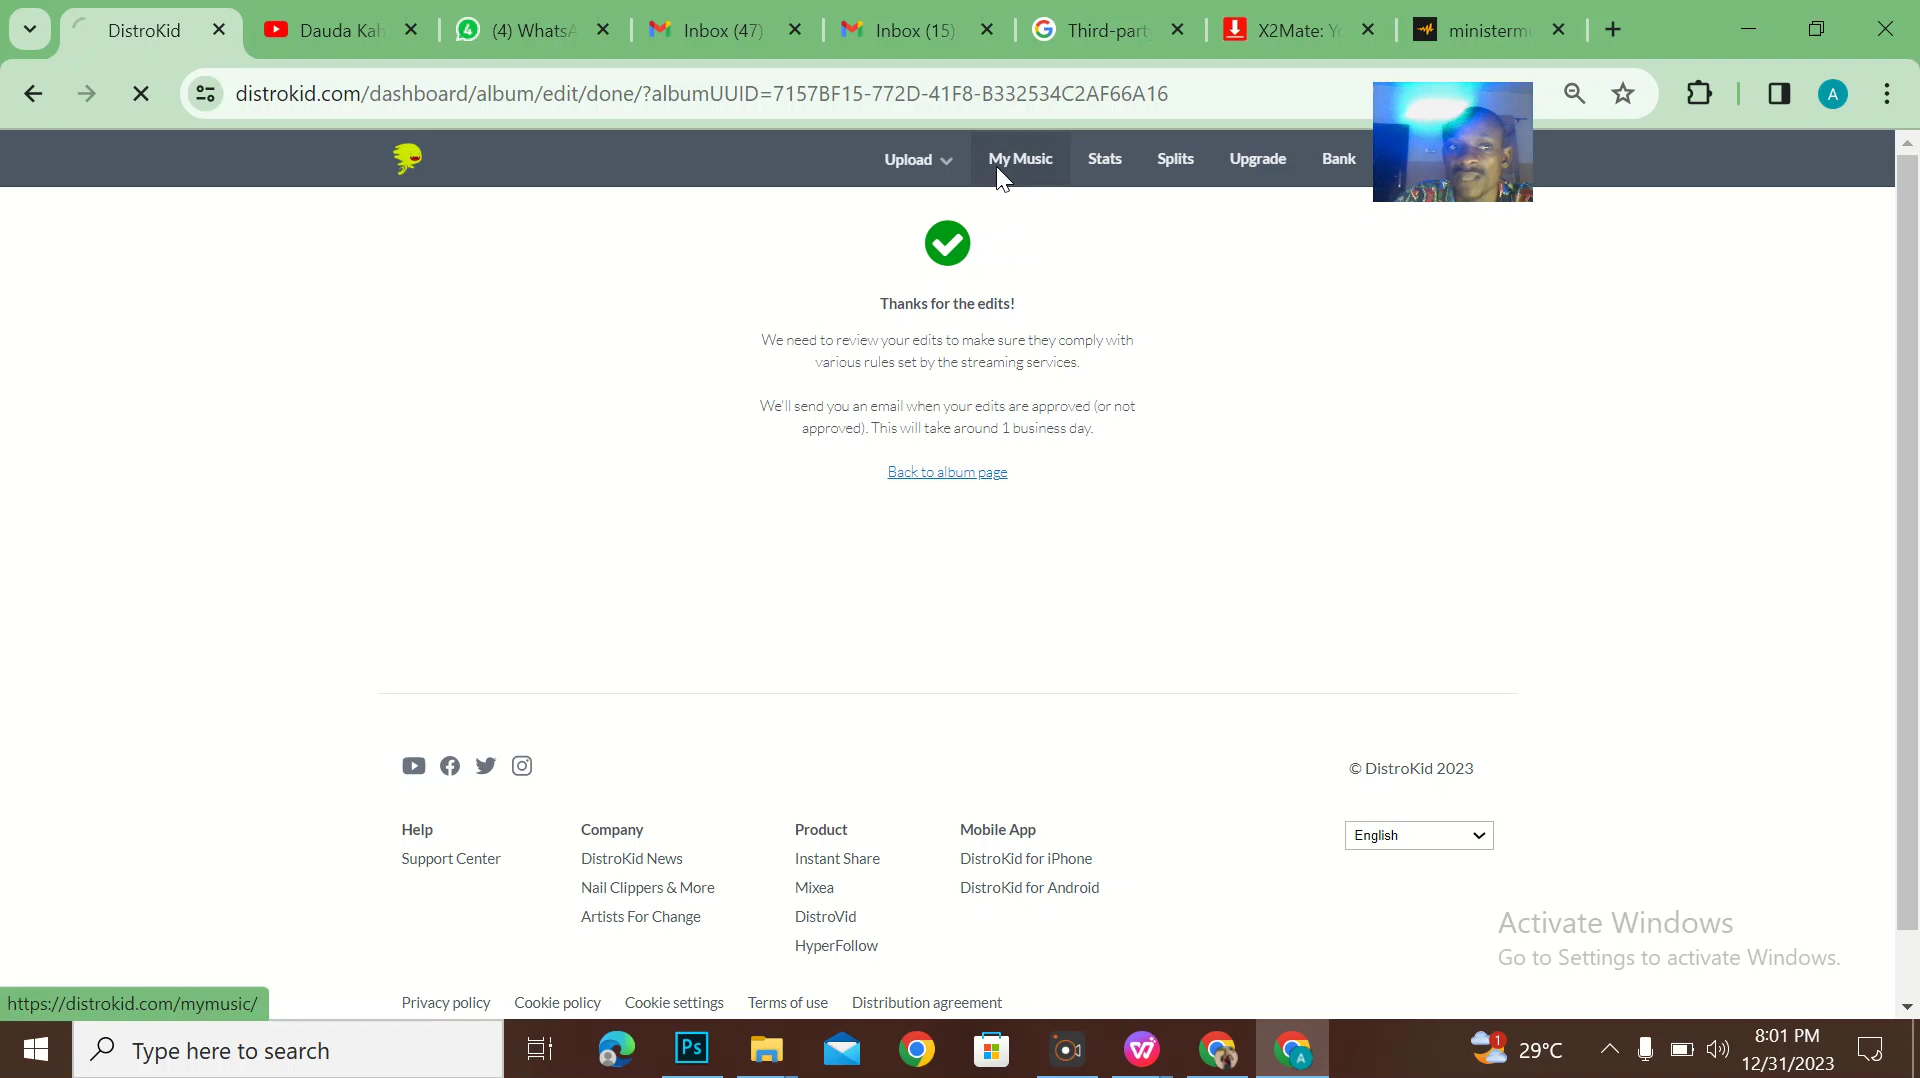 DistroKid
Dauda Kah
(4) WhatsA
Inbox (47)
Inbox (15)
Third-party
X2Mate: Yo
ministermu
distrokid.com/dashboard/album/edit/done/?albumUUID=7157BF15-772D-41F8-B332534C2AF66A16
A
Upload
My Music
Stats
Splits
Upgrade
Bank
Thanks for the edits!
We need to review your edits to make sure they comply with
various rules set by the streaming services.
We'll send you an email when your edits are approved (or not
approved). This will take around 1 business day.
Back to album page
© DistroKid 2023
Help
Support Center
Company
DistroKid News
Nail Clippers & More
Artists For Change
Product
Instant Share
Mixea
DistroVid
HyperFollow
Mobile App
DistroKid for iPhone
DistroKid for Android
English
Activate Windows
Go to Settings to activate Windows.
https://distrokid.com/mymusic/
Privacy policy
Cookie policy
Cookie settings
Terms of use
Distribution agreement
Type here to search
Ps
A
1
29°C
8:01 PM
12/31/2023